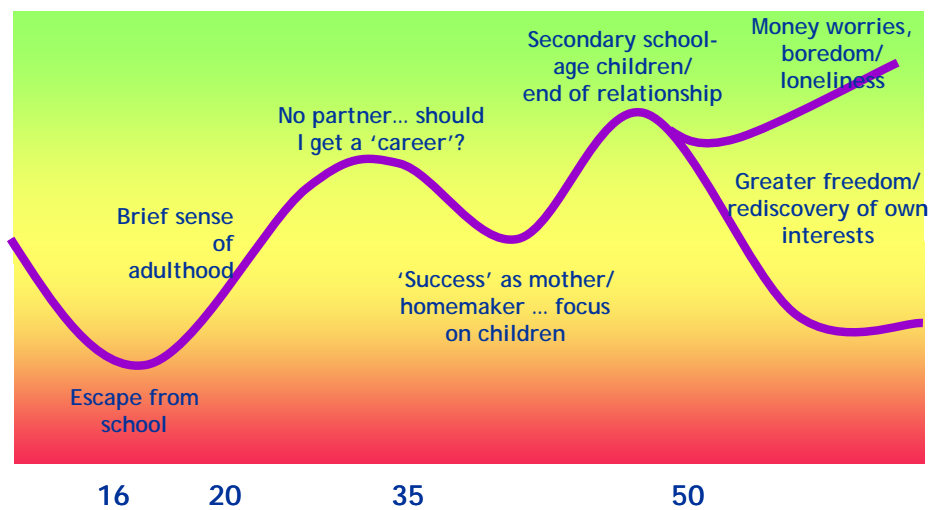 Money worries,
boredom/
loneliness
Secondary school-
age children/
end of relationship
No partner… should
I get a ‘career’?
Greater freedom/
rediscovery of own
interests
Brief sense
of
adulthood
‘Success’ as mother/
homemaker … focus
on children
Escape from
school
16 20 35 50